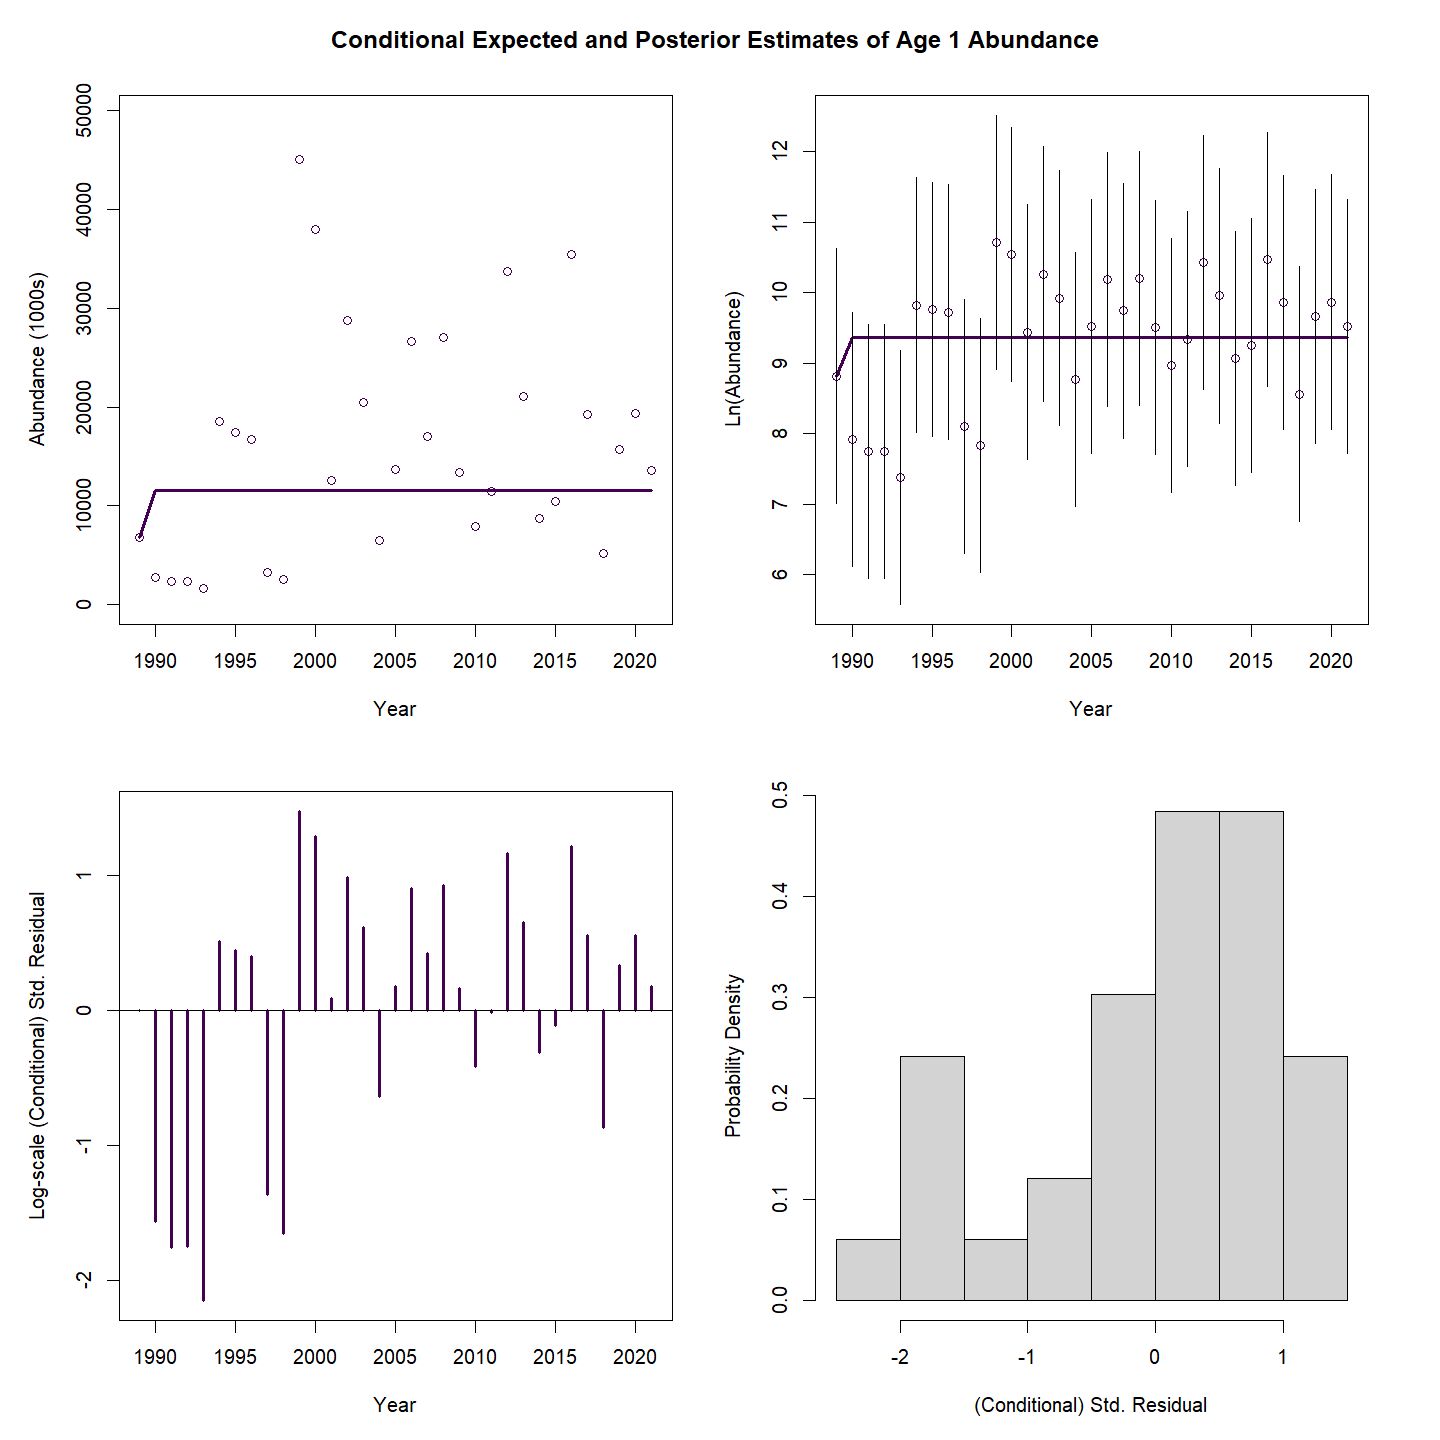 Conditional Expected and Posterior Estimates of Age 1 Abundance
Abundance (1000s)
50000
40000
30000
20000
10000
0
1990 1995 2000 2005 2010 2015 2020
Year
Ln(Abundance)
12
11
10
9
8
7
6
1990 1995 2000 2005 2010 2015 2020
Year
Log-scale (Conditional) Std. Residual
1
0
-1
-2
1990 1995 2000 2005 2010 2015 2020
Year
Probability Density
0.5
0.4
0.3
0.2
0.1
0.0
-2 -1 0 1
(Conditional) Std. Residual